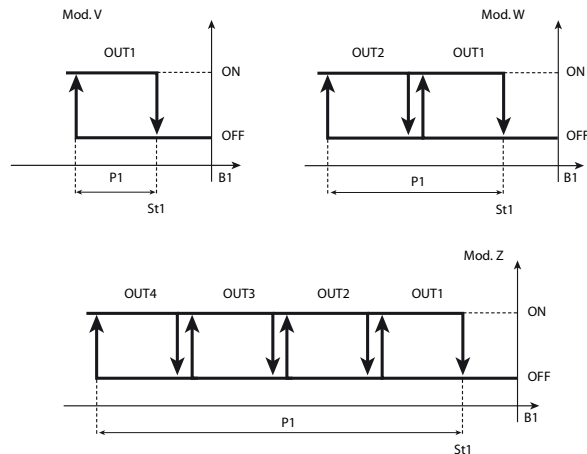 Mod. V
OUT1
ON
OFF
P1
B1
St1
Mod. W
OUT2 OUT1
ON
OFF
P1
B1
St1
Mod. Z
OUT4 OUT3 OUT2 OUT1
ON
OFF
P1
B1
St1